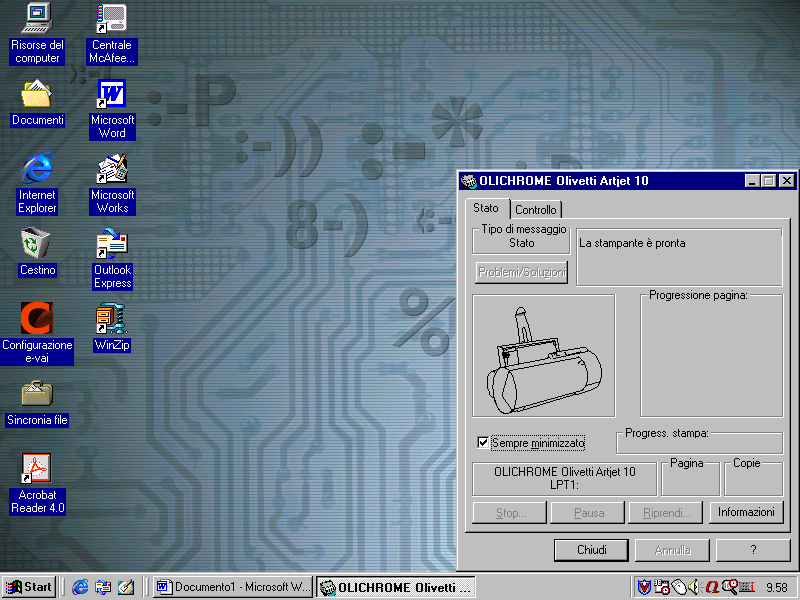 Risorse del
computer
Centrale
McAfee...
Documenti
Microsoft
Word
Internet
Explorer
Microsoft
Works
Cestino
Outlook
Express
Configurazione
e-vai
WinZip
Sincronia file
Acrobat
Reader 4.0
:-P
:-))
:-*
8-)
%
OLICHROME Olivetti Artjet 10
Stato
Controllo
Tipo di messaggio
Stato
La stampante è pronta
Problemi/Soluzioni
Progressione pagina:
Sempre minimizzato
Progress. stampa:
OLICHROME Olivetti Artjet 10
LPT1:
Pagina
Copie
Stop...
Pausa
Riprendi...
Informazioni
Chiudi
Annulla
?
Start
Documento1 - Microsoft W...
OLICHROME Olivetti ...
9.58